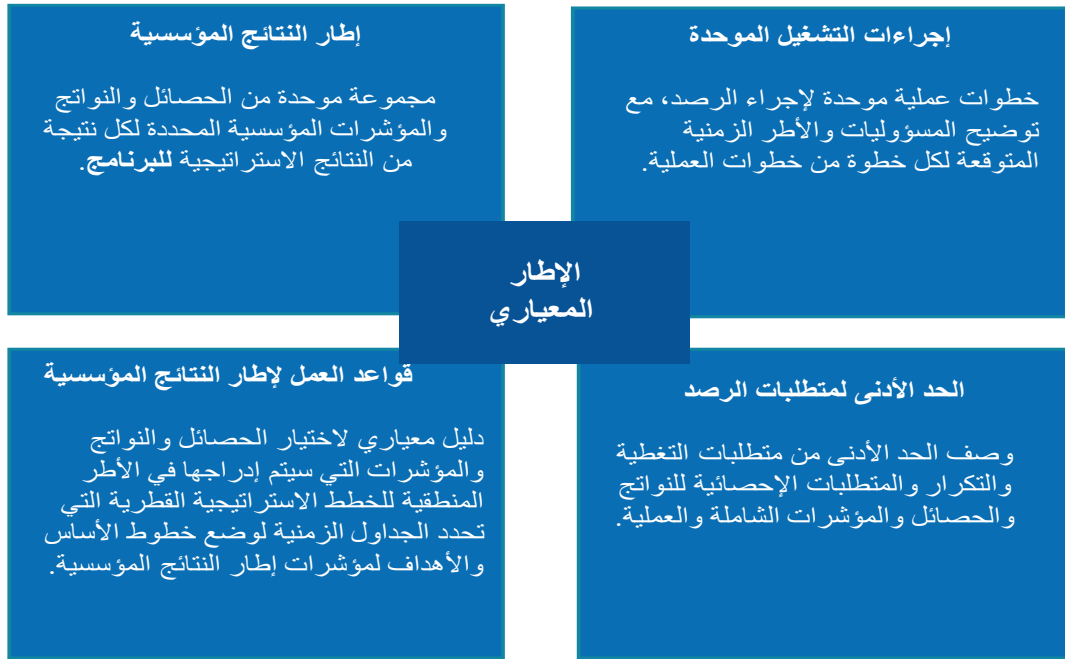 إجراءات التشغيل الموحدة
خطوات عملية موحدة لإجراء الرصد، مع
توضيح المسؤوليات والأطر الزمنية
المتوقعة لكل خطوة من خطوات العملية.
إطار النتائج المؤسسية
مجموعة موحدة من الحصائل والنواتج
والمؤشرات المؤسسية المحددة لكل نتيجة
من النتائج الاستراتيجية للبرنامج.
الإطار
المعياري
الحد الأدنى لمتطلبات الرصد
وصف الحد الأدنى من متطلبات التغطية
والتكرار والمتطلبات الإحصائية للنواتج
والحصائل والمؤشرات الشاملة والعملية.
قواعد العمل لإطار النتائج المؤسسية
دليل معياري لاختيار الحصائل والنواتج
والمؤشرات التي سيتم إدراجها في الأطر
المنطقية للخطط الاستراتيجية القطرية التي
تحدد الجداول الزمنية لوضع خطوط الأساس
والأهداف لمؤشرات إطار النتائج المؤسسية.